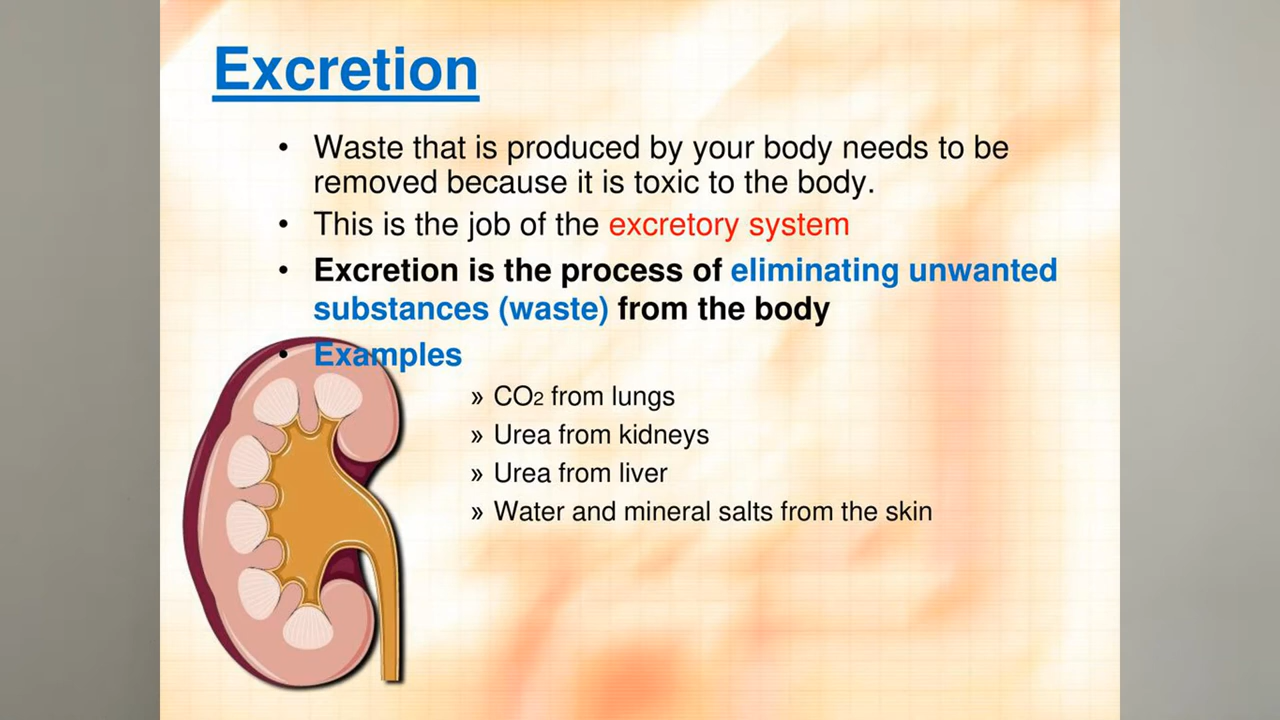 Excretion
• Waste that is produced by your body needs to be
removed because it is toxic to the body.
• This is the job of the excretory system
• Excretion is the process of eliminating unwanted
substances (waste) from the body
• Examples
» CO2 from lungs
» Urea from kidneys
» Urea from liver
» Water and mineral salts from the skin